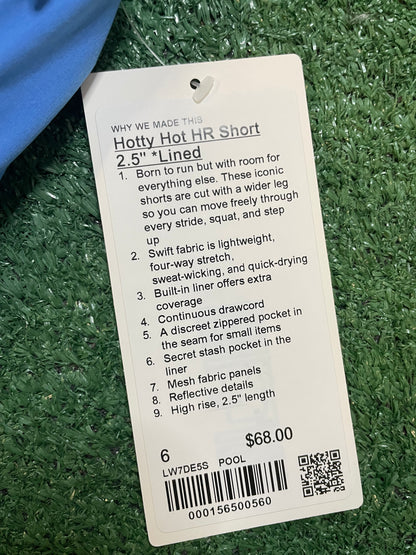 WHY WE MADE THIS
Hotty Hot HR Short
2.5" *Lined
1. Born to run but with room for
everything else. These iconic
shorts are cut with a wider leg
so you can move freely through
every stride, squat, and step
up
2. Swift fabric is lightweight,
four-way stretch,
sweat-wicking, and quick-drying
3. Built-in liner offers extra
coverage
4. Continuous drawcord
5. A discreet zippered pocket in
the seam for small items
6. Secret stash pocket in the
liner
7. Mesh fabric panels
8. Reflective details
9. High rise, 2.5" length
6 $68.00
LW7DE5S POOL
000156500560